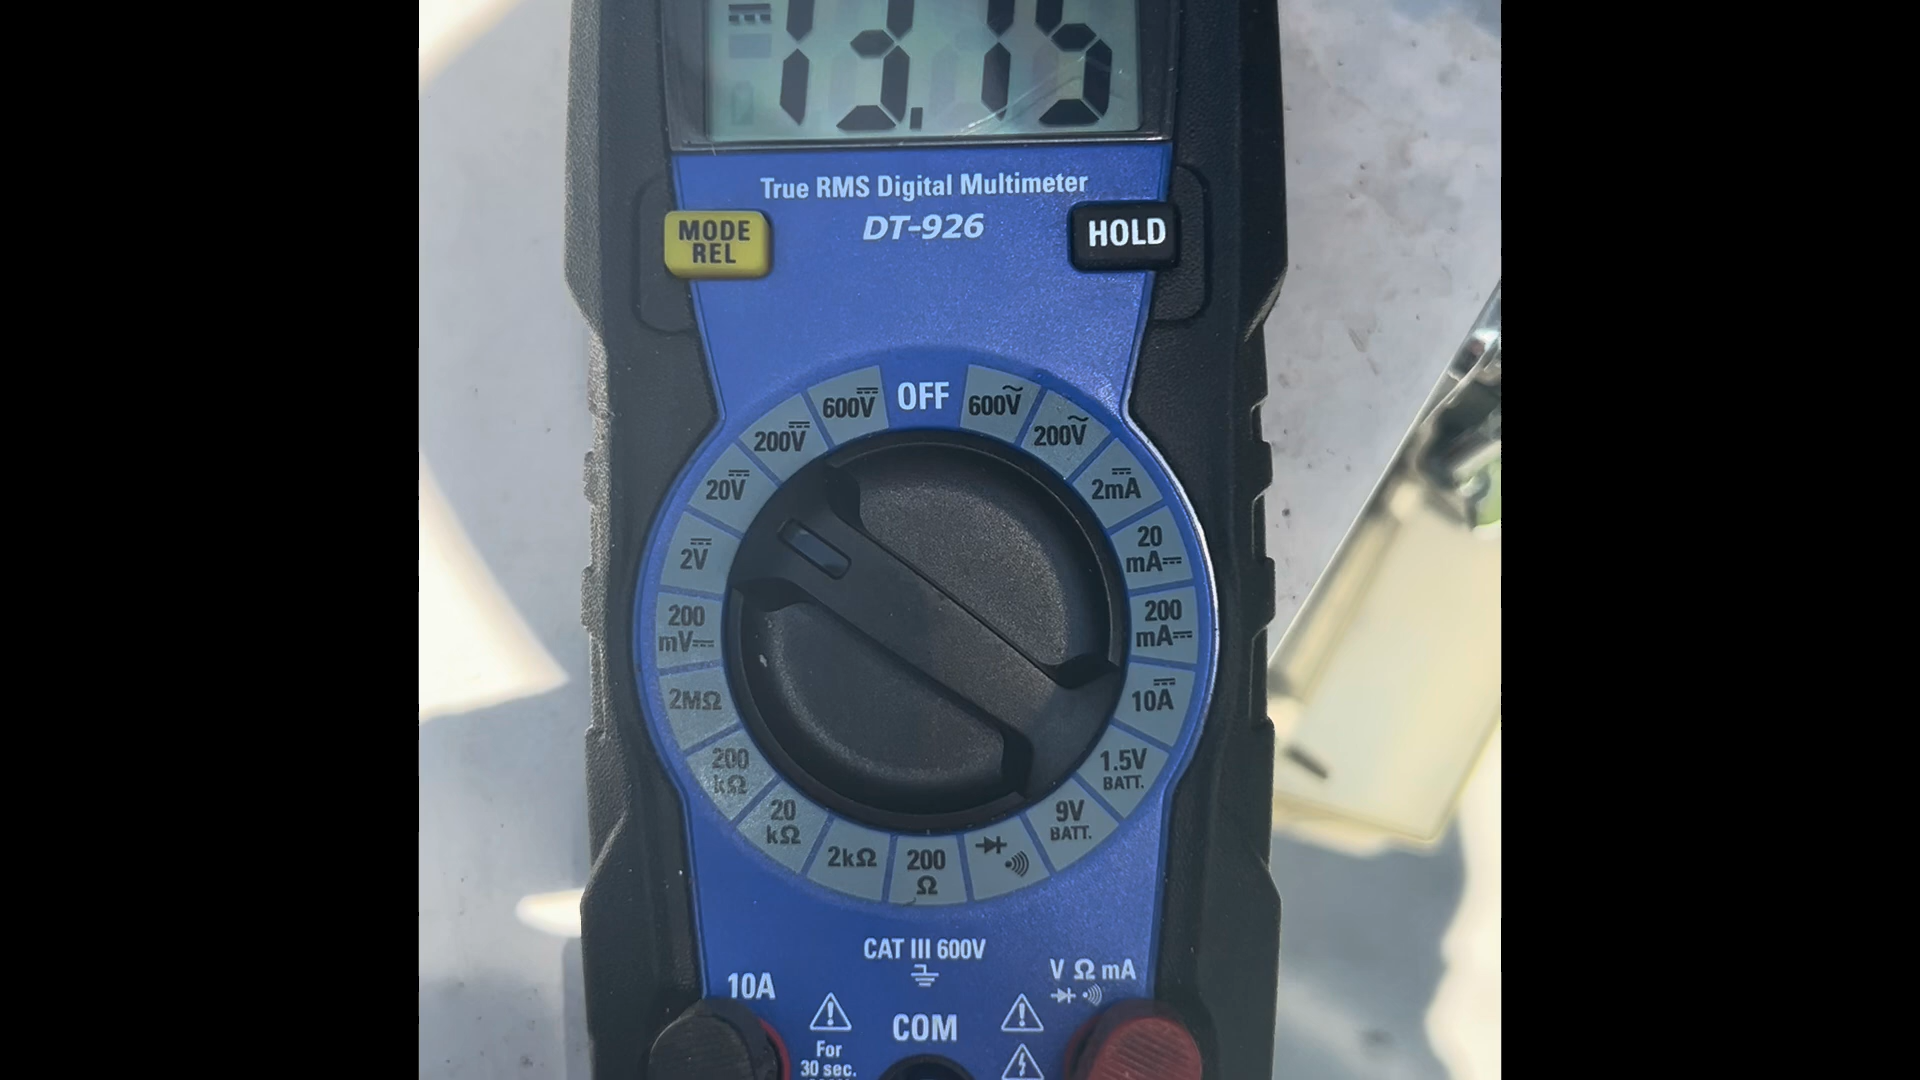 13.15
True RMS Digital Multimeter
MODE
REL
DT-926
HOLD
OFF
600V
200V
20V
2V
200
mV
2MΩ
200
kΩ
20
kΩ
2kΩ
200
Ω
9V
BATT.
1.5V
BATT.
10A
200
mA
20
mA
2mA
200V
600V
CAT III 600V
10A
V Ω mA
COM
For
30 sec.